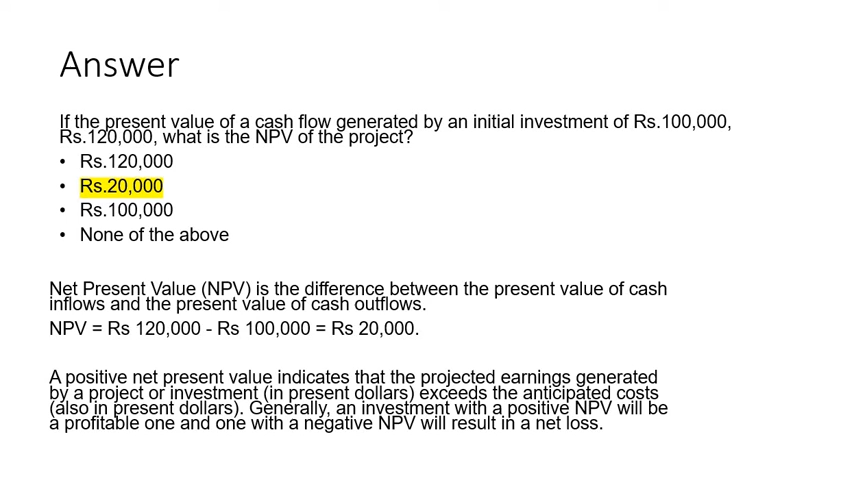 Answer
If the present value of a cash flow generated by an initial investment of Rs.100,000,
Rs.120,000, what is the NPV of the project?
• Rs.120,000
• Rs.20,000
• Rs.100,000
• None of the above
Net Present Value (NPV) is the difference between the present value of cash
inflows and the present value of cash outflows.
NPV = Rs 120,000 - Rs 100,000 = Rs 20,000.
A positive net present value indicates that the projected earnings generated
by a project or investment (in present dollars) exceeds the anticipated costs
(also in present dollars). Generally, an investment with a positive NPV will be
a profitable one and one with a negative NPV will result in a net loss.